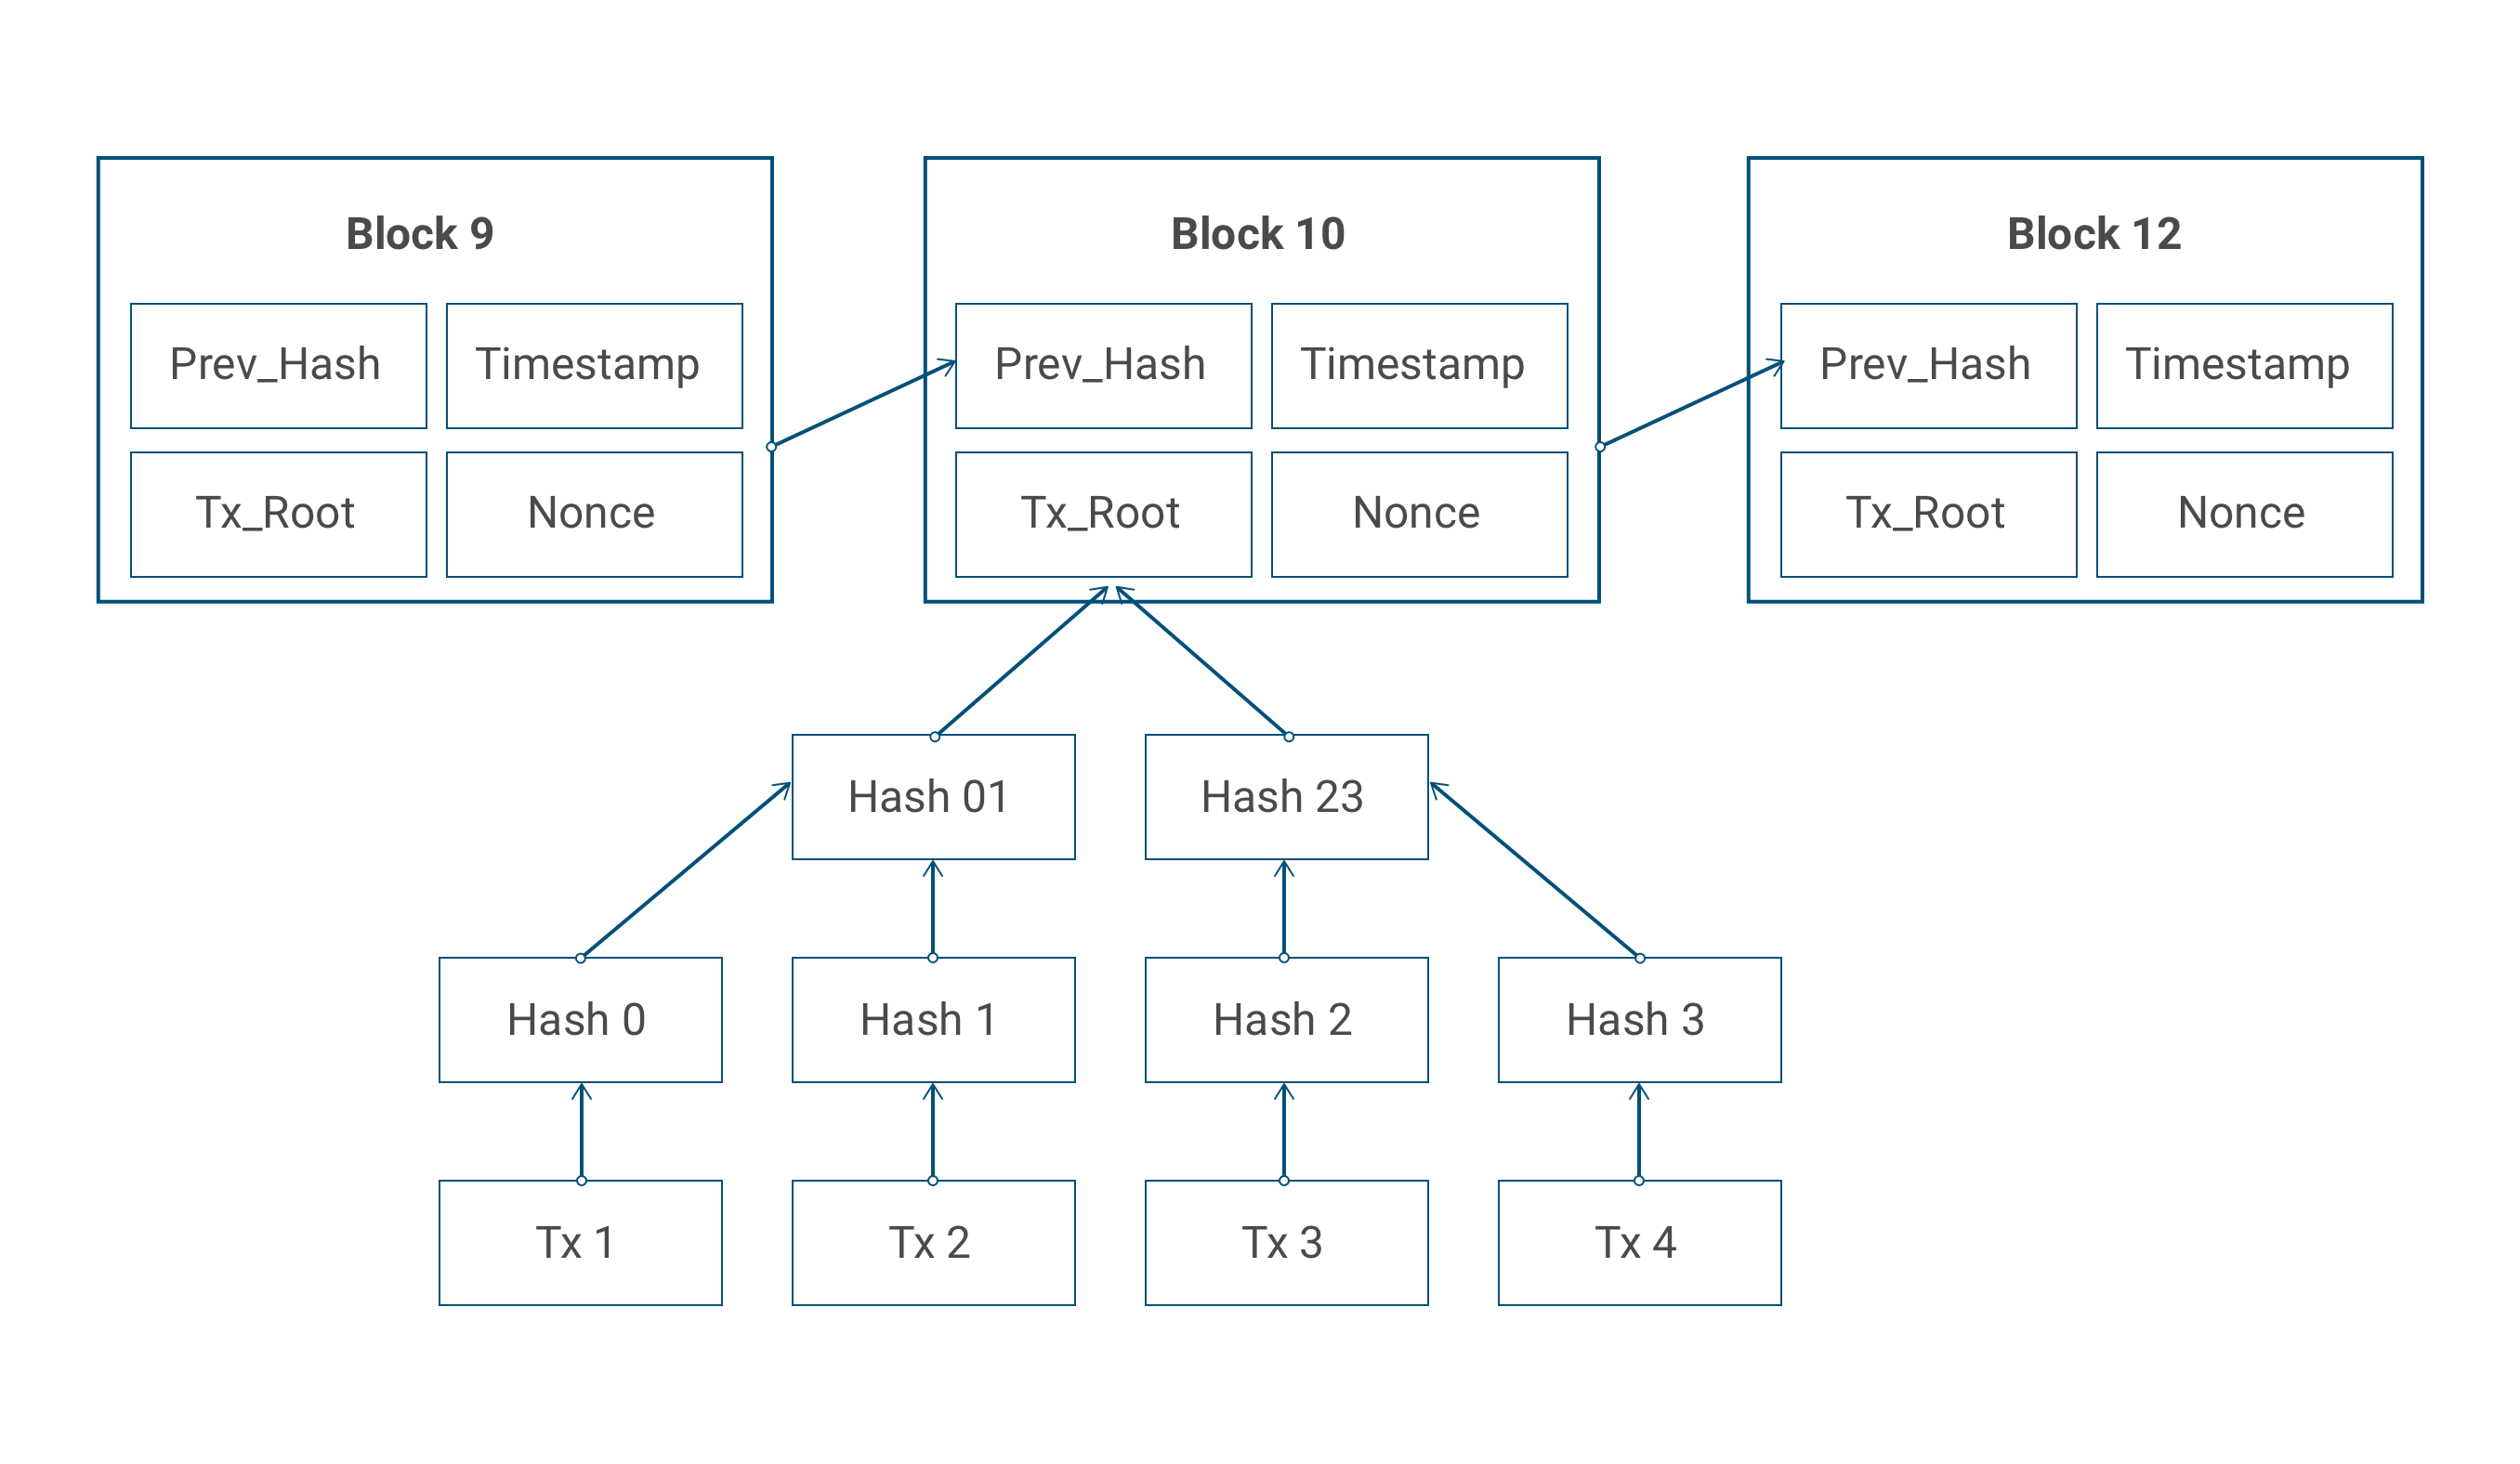 Block 9
Block 10
Block 12
Prev_Hash
Timestamp
Prev_Hash
Timestamp
Prev_Hash
Timestamp
Tx_Root
Nonce
Tx_Root
Nonce
Tx_Root
Nonce
Hash 01
Hash 23
Hash 0
Hash 1
Hash 2
Hash 3
Tx 1
Tx 2
Tx 3
Tx 4